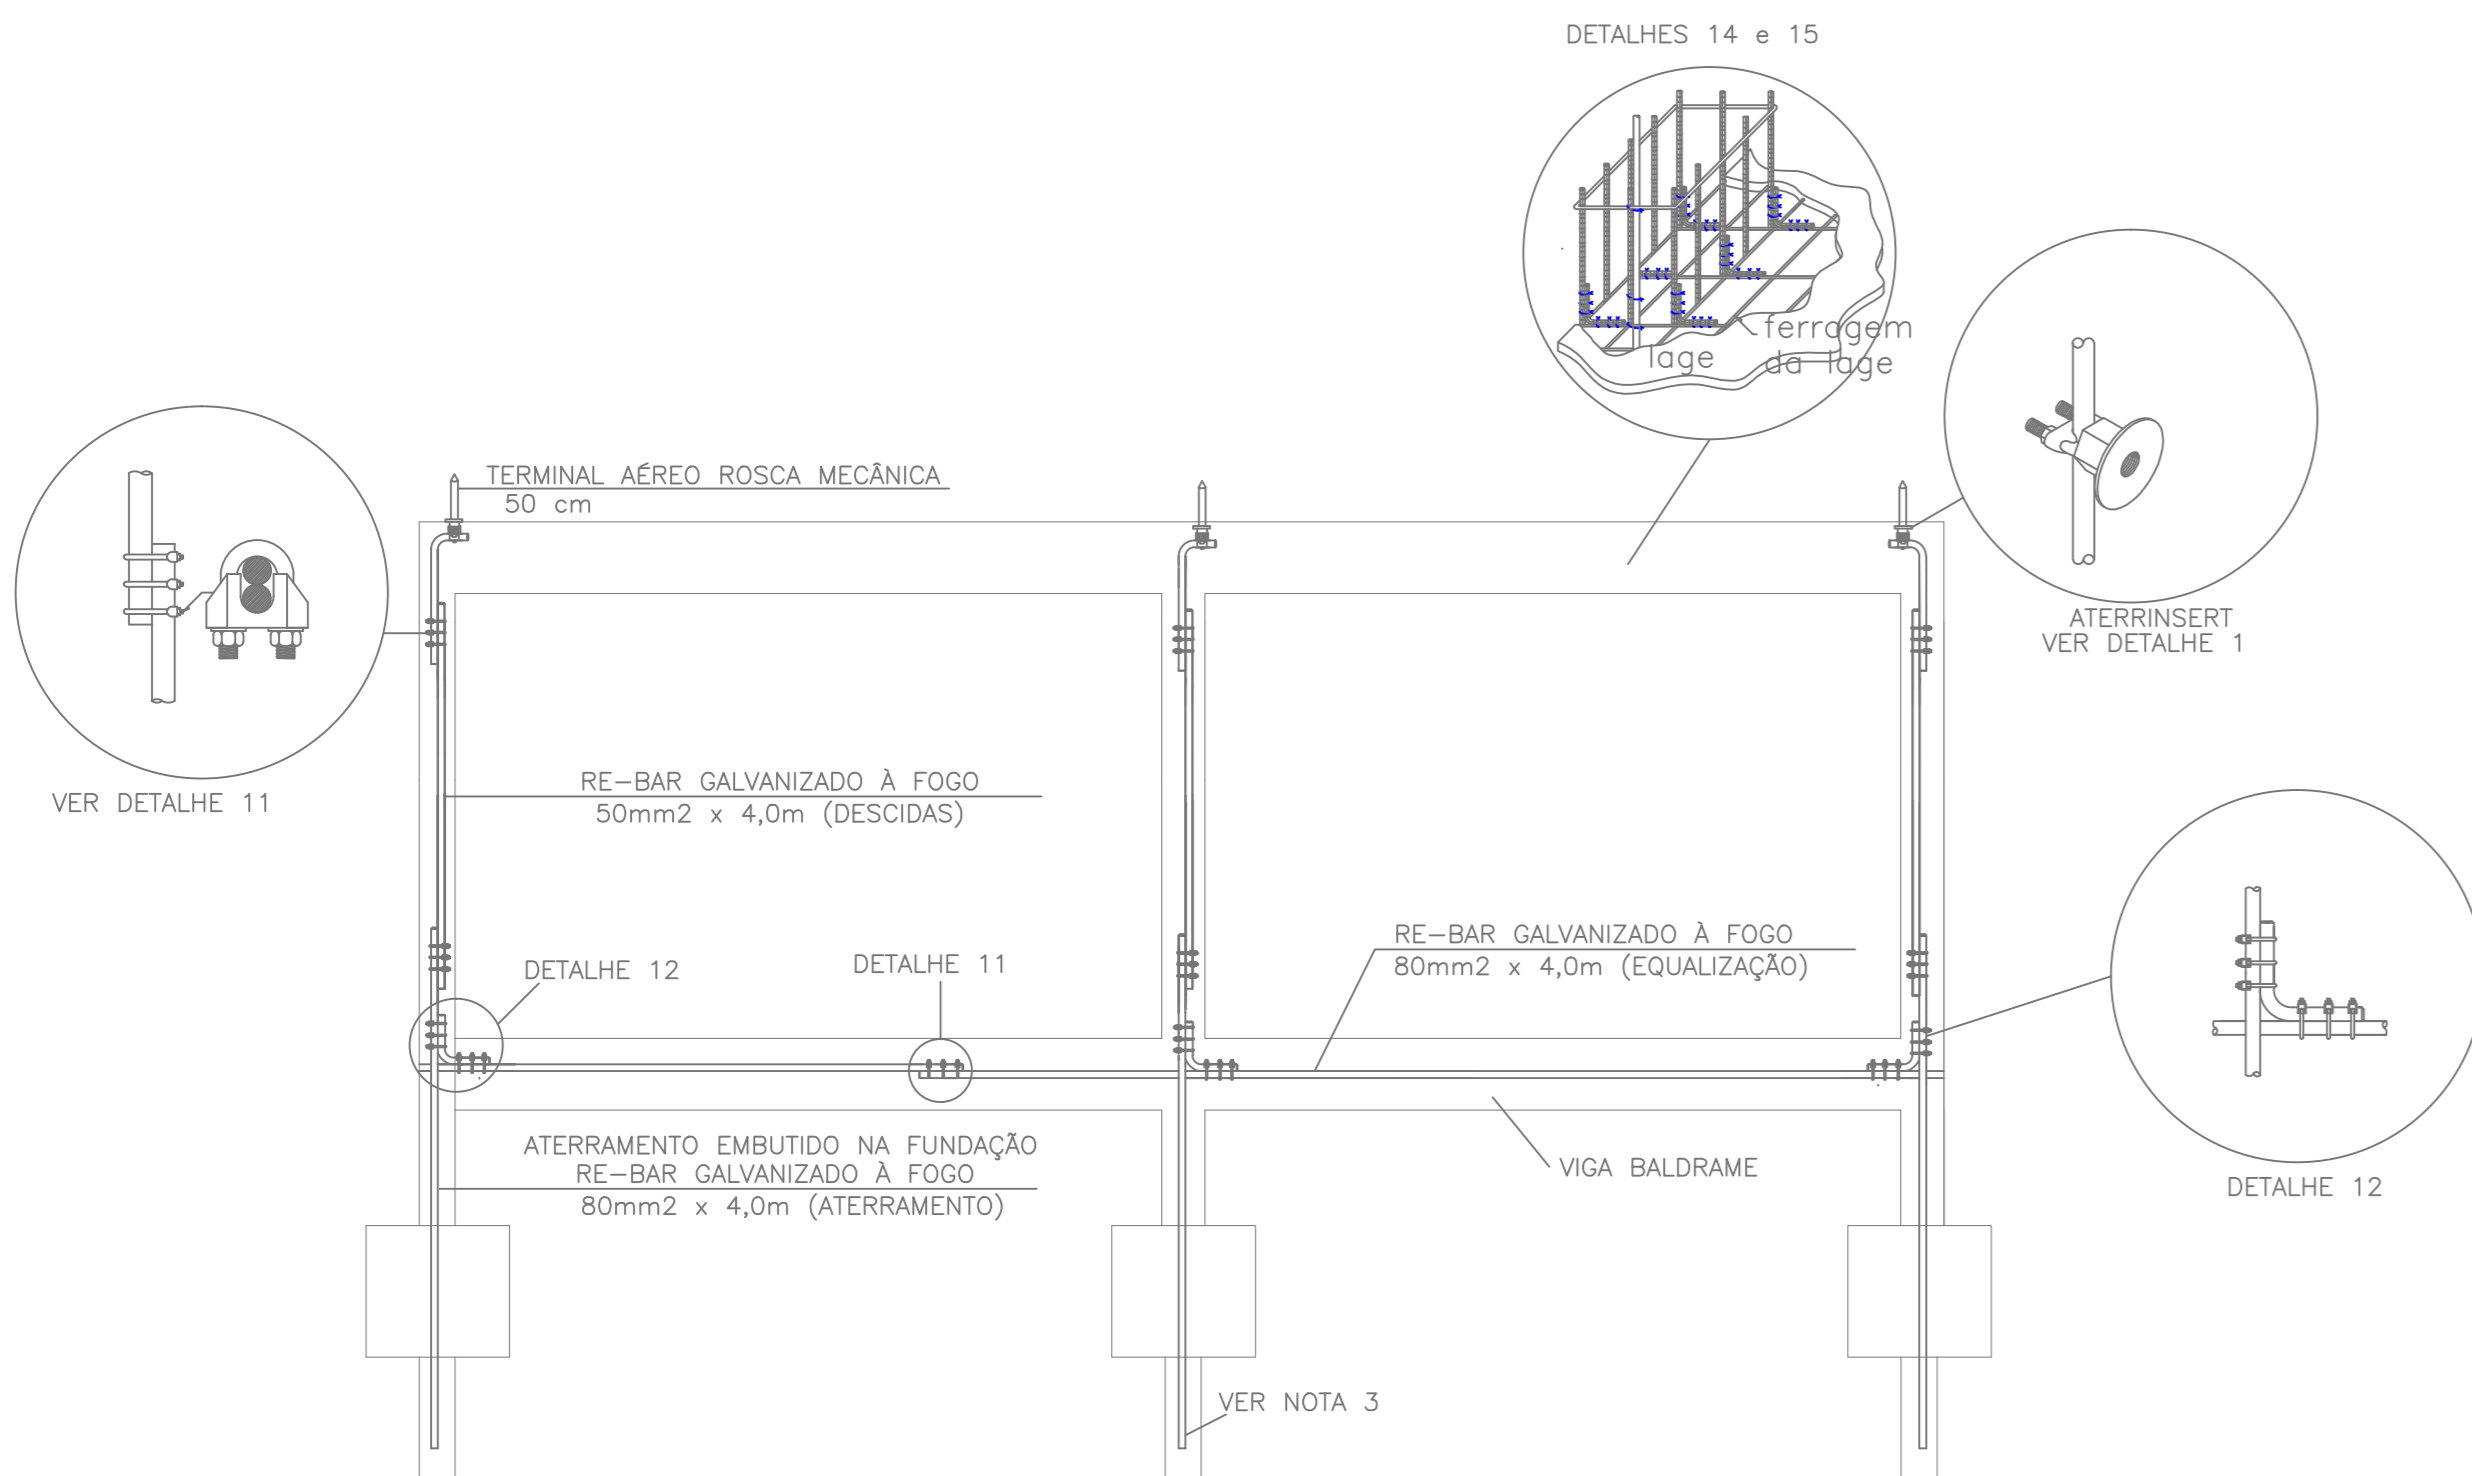 DETALHES 14 e 15
ferragem
da lage
lage
TERMINAL AÉREO ROSCA MECÂNICA
50 cm
ATERRINSERT
VER DETALHE 1
VER DETALHE 11
RE-BAR GALVANIZADO À FOGO
50mm2 x 4,0m (DESCIDAS)
DETALHE 12
DETALHE 11
RE-BAR GALVANIZADO À FOGO
80mm2 x 4,0m (EQUALIZAÇÃO)
ATERRAMENTO EMBUTIDO NA FUNDAÇÃO
RE-BAR GALVANIZADO À FOGO
80mm2 x 4,0m (ATERRAMENTO)
VIGA BALDRAME
DETALHE 12
VER NOTA 3